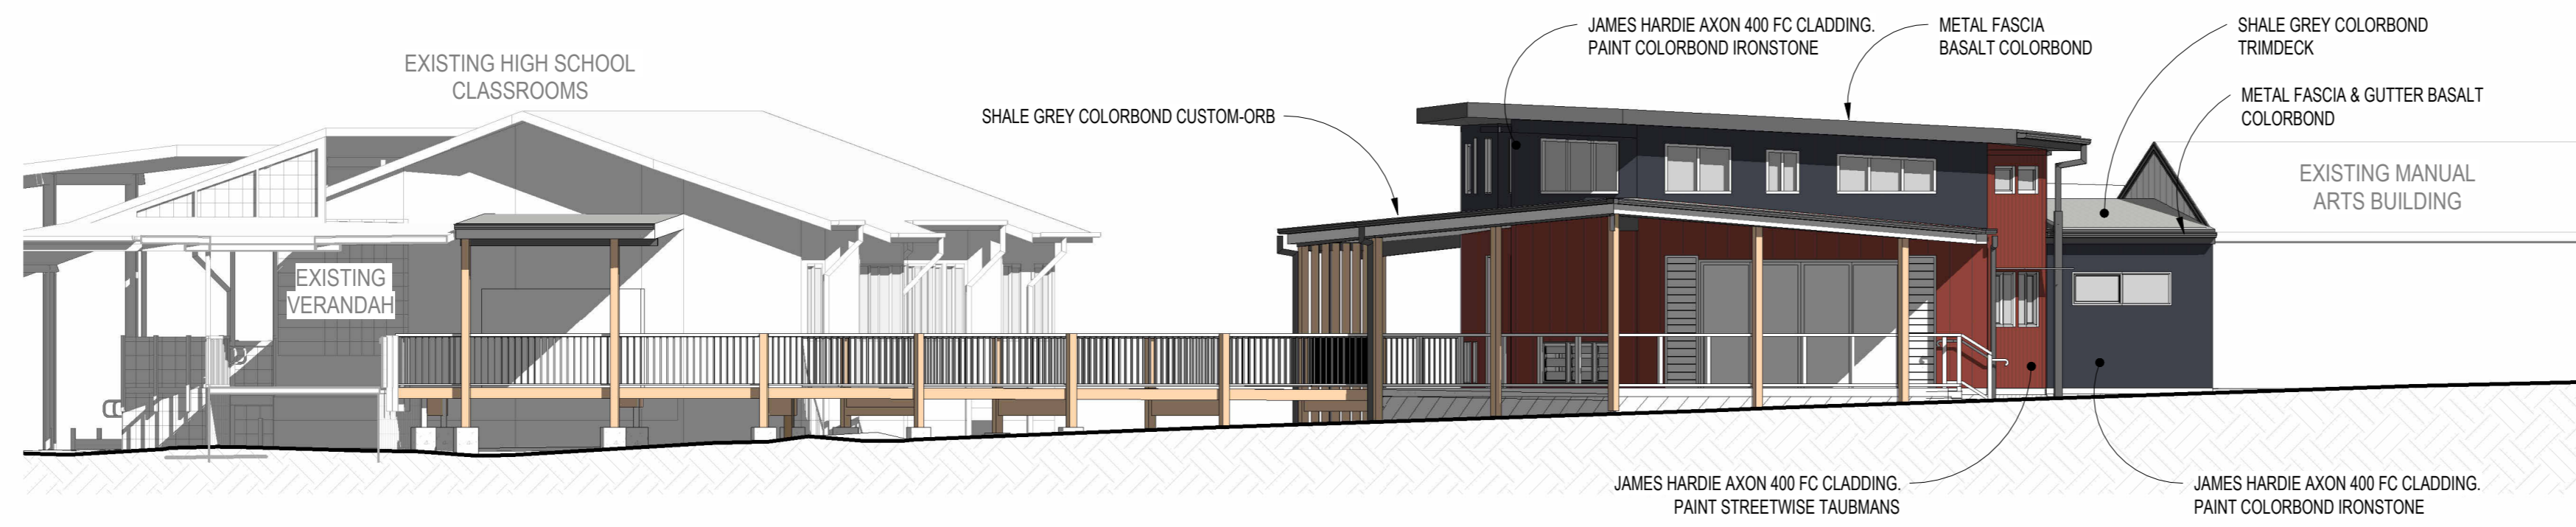 EXISTING HIGH SCHOOL
CLASSROOMS
EXISTING
VERANDAH
SHALE GREY COLORBOND CUSTOM-ORB
JAMES HARDIE AXON 400 FC CLADDING.
PAINT COLORBOND IRONSTONE
METAL FASCIA
BASALT COLORBOND
SHALE GREY COLORBOND
TRIMDECK
METAL FASCIA & GUTTER BASALT
COLORBOND
EXISTING MANUAL
ARTS BUILDING
JAMES HARDIE AXON 400 FC CLADDING.
PAINT STREETWISE TAUBMANS
JAMES HARDIE AXON 400 FC CLADDING.
PAINT COLORBOND IRONSTONE